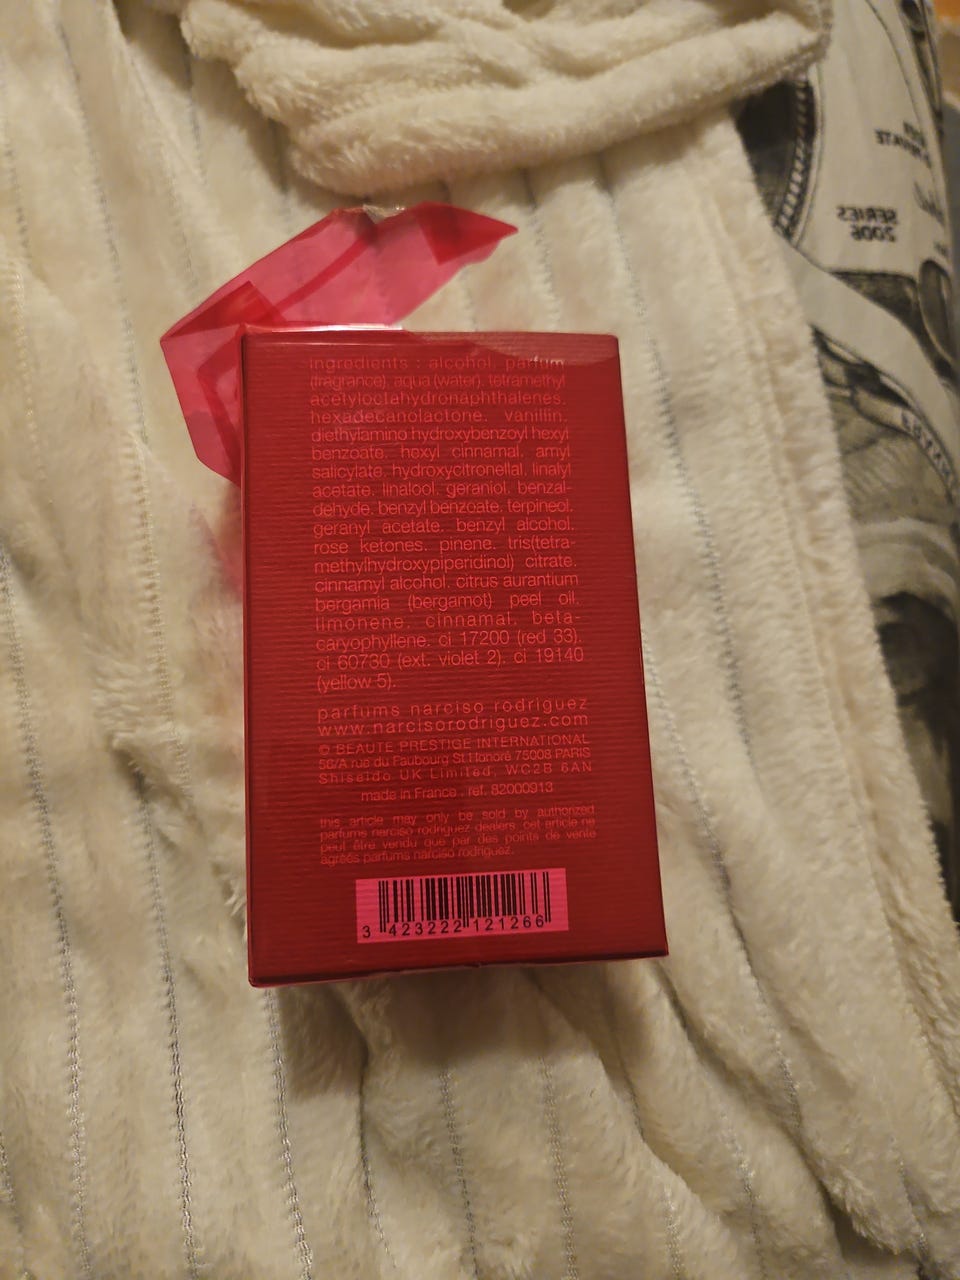 SERIES
2006
ingredients : alcohol, parfum
(fragrance), aqua (water), tetramethyl
acetyloctahydronaphthalenes,
hexadecanolactone, vanillin,
diethylamino hydroxybenzoyl hexyl
benzoate, hexyl cinnamal, amyl
salicylate, hydroxycitronellal, linalyl
acetate, linalool, geraniol, benzal-
dehyde, benzyl benzoate, terpineol,
geranyl acetate, benzyl alcohol,
rose ketones, pinene, tris(tetra-
methylhydroxypiperidinol) citrate,
cinnamyl alcohol, citrus aurantium
bergamia (bergamot) peel oil,
limonene, cinnamal, beta-
caryophyllene, ci 17200 (red 33),
ci 60730 (ext. violet 2), ci 19140
(yellow 5).
parfums narciso rodriguez
www.narcisorodriguez.com
© BEAUTE PRESTIGE INTERNATIONAL
56/A rue du Faubourg St Honoré 75008 PARIS
Shiseido UK Limited, WC2B 6AN
made in France . ref. 82000913
this article may only be sold by authorized
parfums narciso rodriguez dealers. cet article ne
peut être vendu que par des points de vente
agréés parfums narciso rodriguez.
3 423222 121266